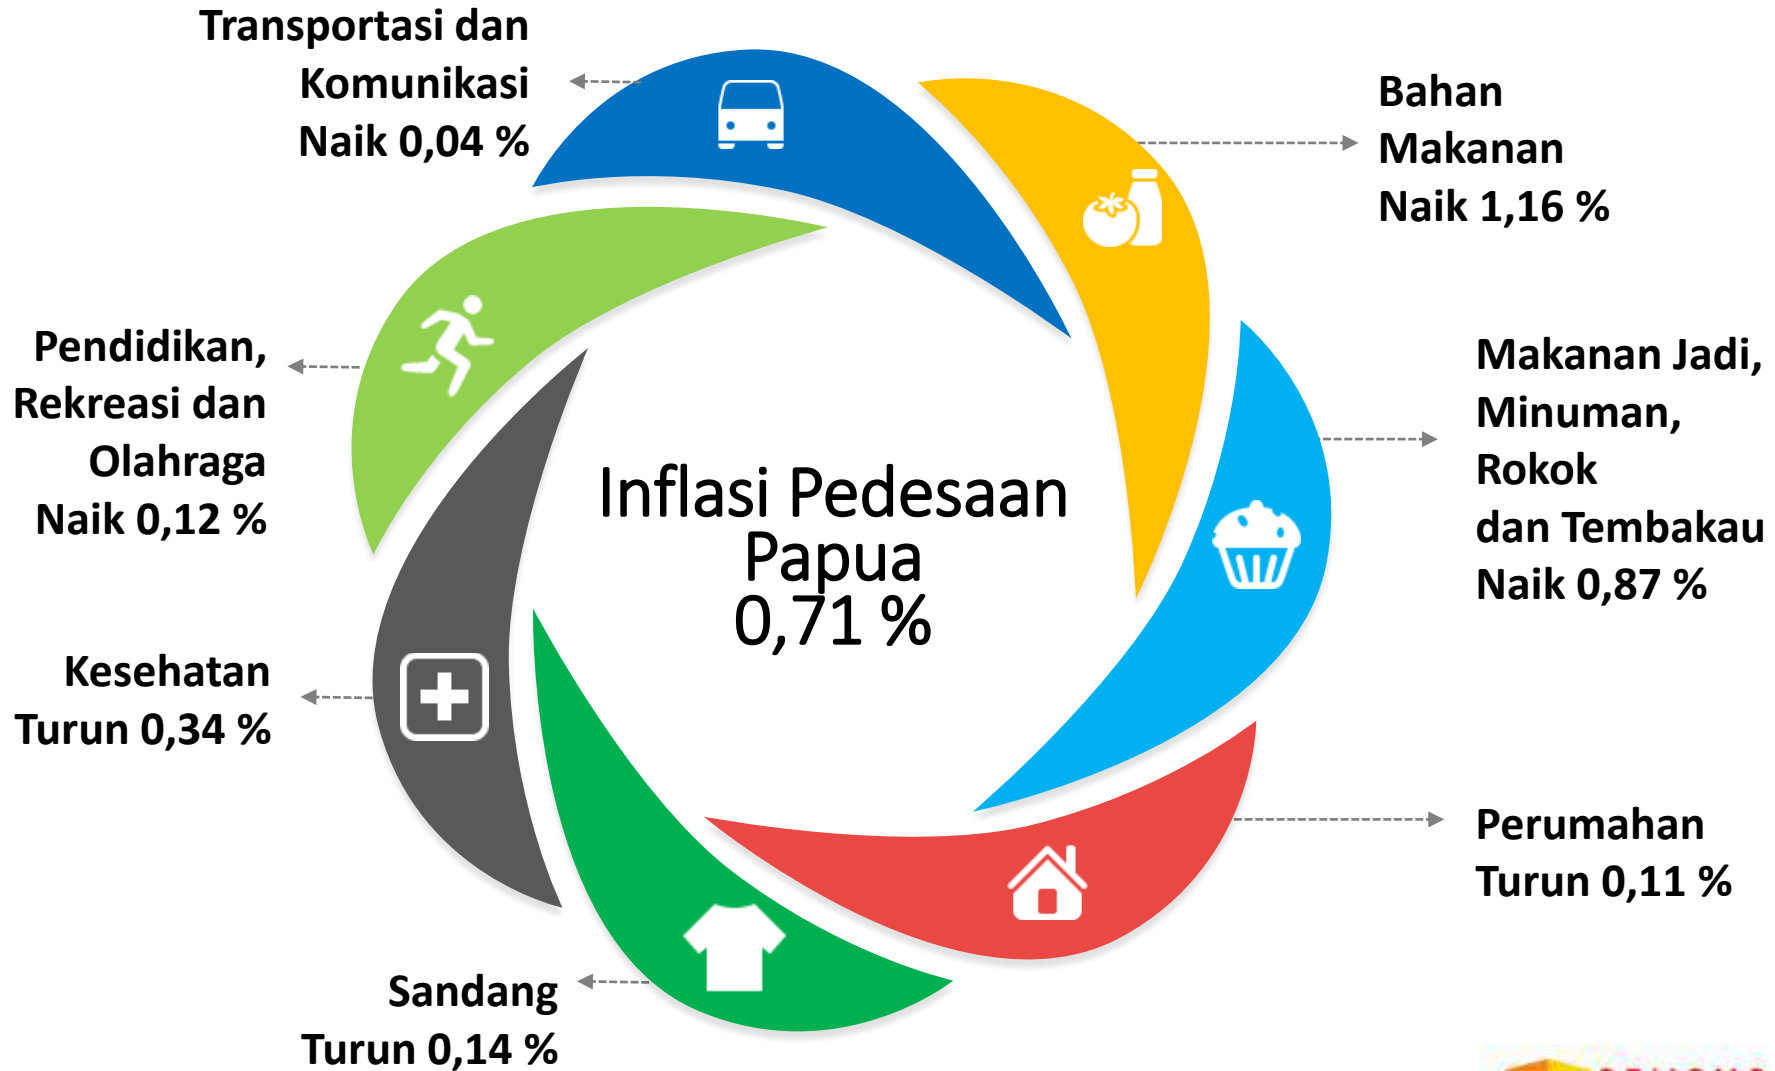 Transportasi dan
Komunikasi
Naik 0,04 %
Bahan
Makanan
Naik 1,16 %
Pendidikan,
Rekreasi dan
Olahraga
Naik 0,12 %
Makanan Jadi,
Minuman,
Rokok
dan Tembakau
Naik 0,87 %
Inflasi Pedesaan
Papua
0,71 %
Kesehatan
Turun 0,34 %
Perumahan
Turun 0,11 %
Sandang
Turun 0,14 %